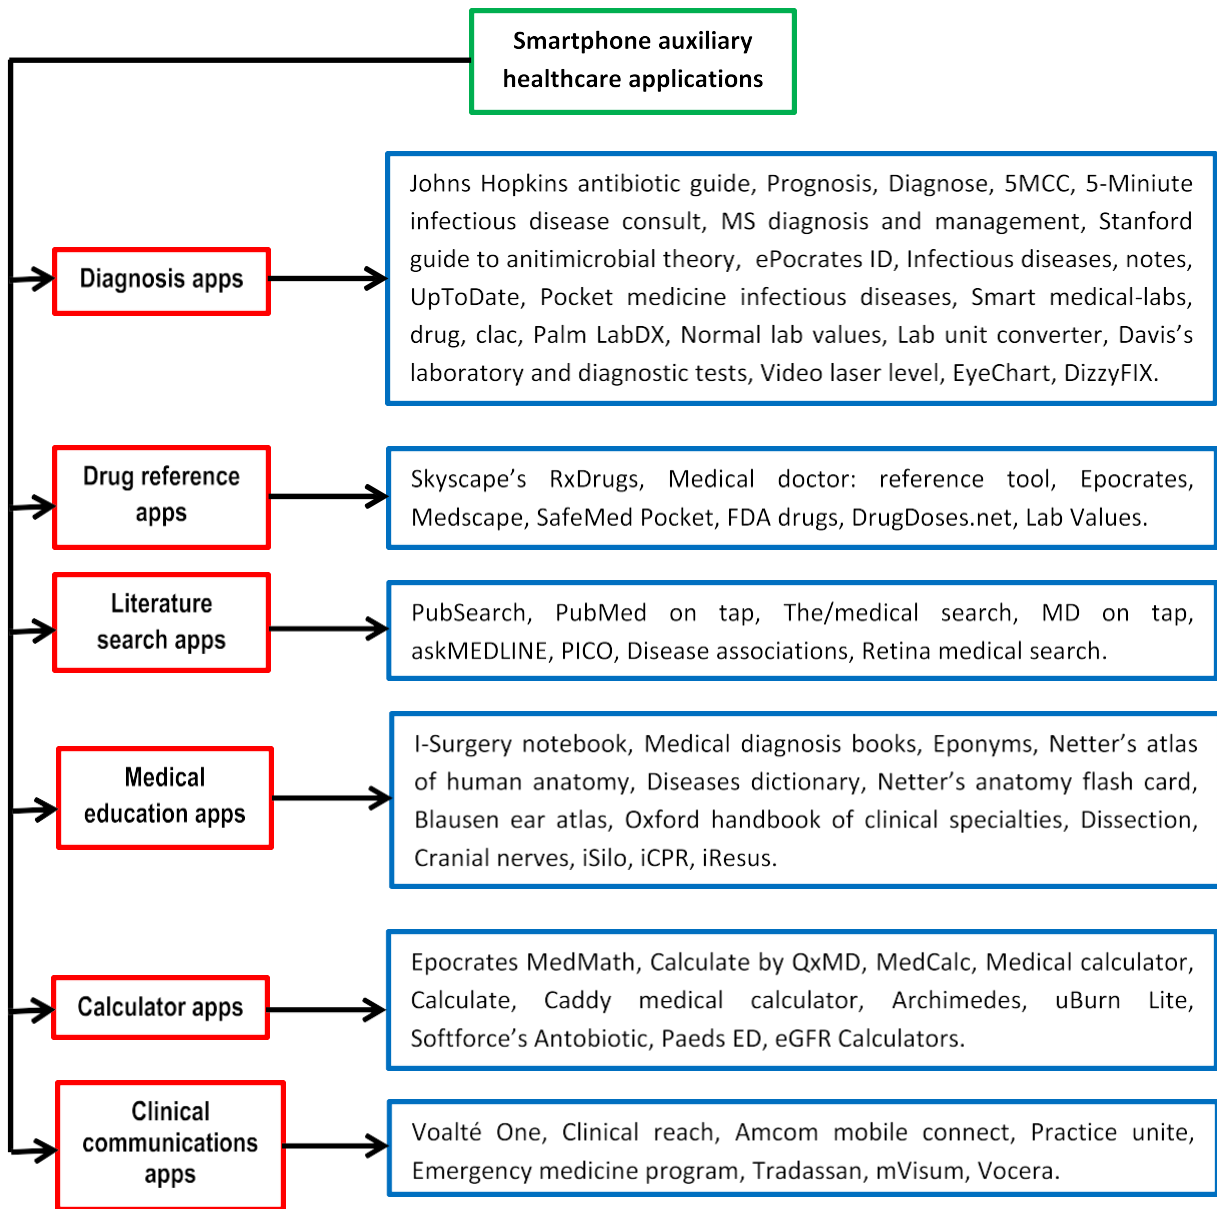 Smartphone auxiliary
healthcare applications
Diagnosis apps
Johns Hopkins antibiotic guide, Prognosis, Diagnose, 5MCC, 5-Miniute
infectious disease consult, MS diagnosis and management, Stanford
guide to anitimicrobial theory, ePocrates ID, Infectious diseases, notes,
UpToDate, Pocket medicine infectious diseases, Smart medical-labs,
drug, clac, Palm LabDX, Normal lab values, Lab unit converter, Davis's
laboratory and diagnostic tests, Video laser level, EyeChart, DizzyFIX.
Drug reference
apps
Skyscape's RxDrugs, Medical doctor: reference tool, Epocrates,
Medscape, SafeMed Pocket, FDA drugs, DrugDoses.net, Lab Values.
Literature
search apps
PubSearch, PubMed on tap, The/medical search, MD on tap,
askMEDLINE, PICO, Disease associations, Retina medical search.
Medical
education apps
I-Surgery notebook, Medical diagnosis books, Eponyms, Netter's atlas
of human anatomy, Diseases dictionary, Netter's anatomy flash card,
Blausen ear atlas, Oxford handbook of clinical specialties, Dissection,
Cranial nerves, iSilo, iCPR, iResus.
Calculator apps
Epocrates MedMath, Calculate by QxMD, MedCalc, Medical calculator,
Calculate, Caddy medical calculator, Archimedes, uBurn Lite,
Softforce's Antobiotic, Paeds ED, eGFR Calculators.
Clinical
communications
apps
Voalté One, Clinical reach, Amcom mobile connect, Practice unite,
Emergency medicine program, Tradassan, mVisum, Vocera.